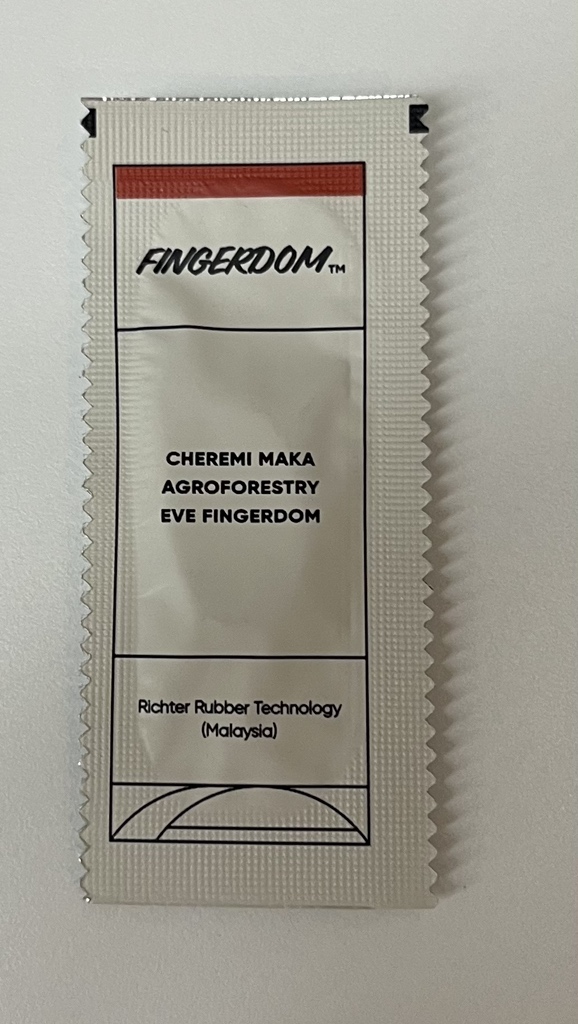 FINGERDOM™
CHEREMI MAKA
AGROFORESTRY
EVE FINGERDOM
Richter Rubber Technology
(Malaysia)